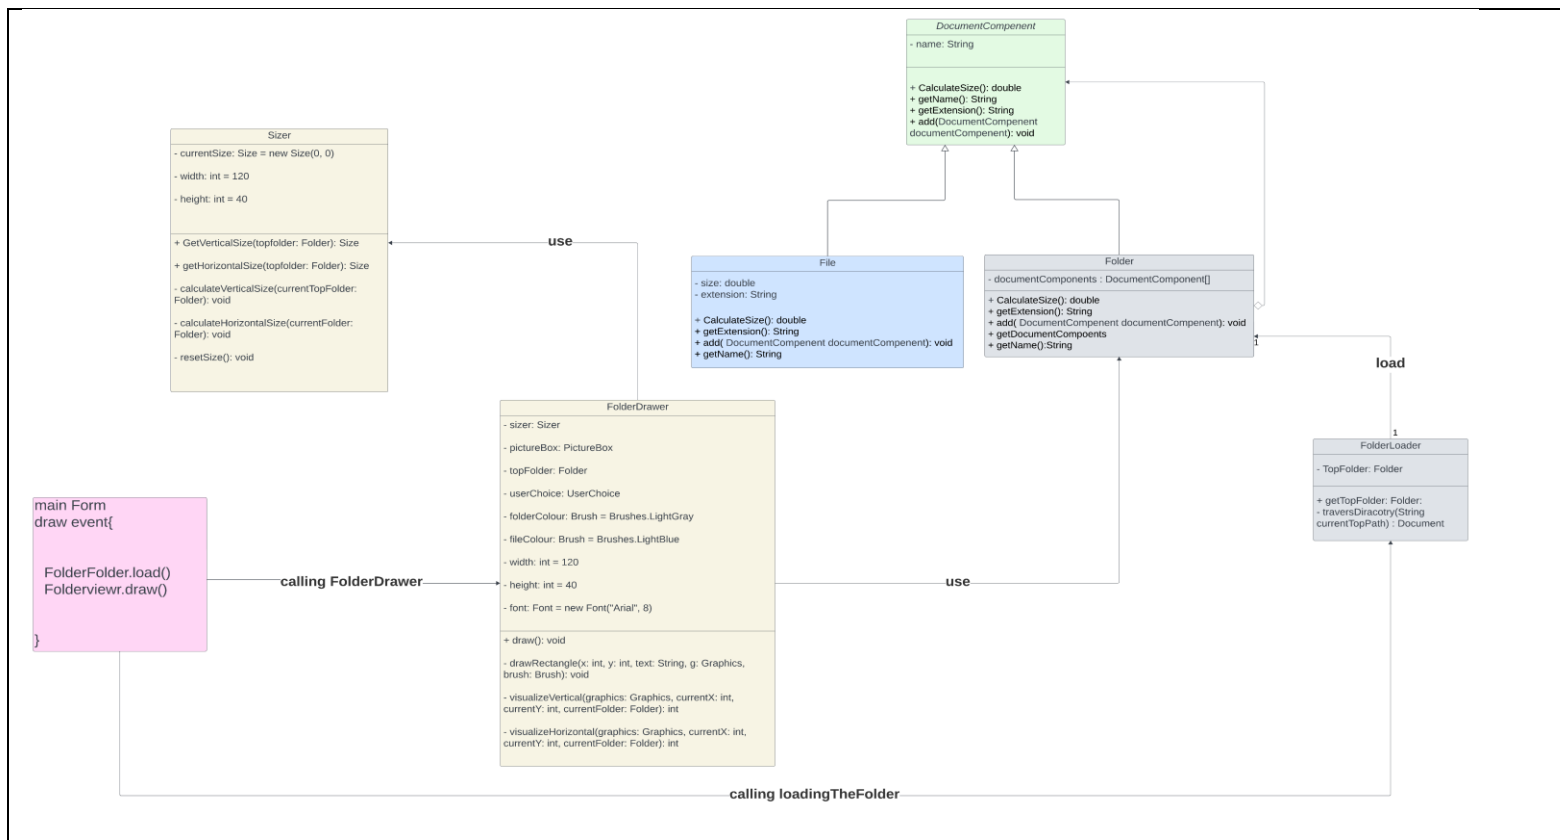 DocumentCompenent
- name: String
+ CalculateSize(): double
+ getName(): String
+ getExtension(): String
+ add(DocumentCompenent
documentCompenent): void
Sizer
- currentSize: Size = new Size(0, 0)
- width: int = 120
- height: int = 40
+ GetVerticalSize(topfolder: Folder): Size
+ getHorizontalSize(topfolder: Folder): Size
- calculateVerticalSize(currentTopFolder:
Folder): void
- calculateHorizontalSize(currentFolder:
Folder): void
- resetSize(): void
use
File
- size: double
- extension: String
+ CalculateSize(): double
+ getExtension(): String
+ add( DocumentCompenent documentCompenent): void
+ getName(): String
Folder
- documentComponents : DocumentComponent[]
+ CalculateSize(): double
+ getExtension(): String
+ add( DocumentCompenent documentCompenent): void
+ getDocumentCompoents
+ getName():String
1
load
1
FolderLoader
- TopFolder: Folder
+ getTopFolder: Folder:
- traversDiracotry(String
currentTopPath) : Document
FolderDrawer
- sizer: Sizer
- pictureBox: PictureBox
- topFolder: Folder
- userChoice: UserChoice
- folderColour: Brush = Brushes.LightGray
- fileColour: Brush = Brushes.LightBlue
- width: int = 120
- height: int = 40
- font: Font = new Font("Arial", 8)
+ draw(): void
- drawRectangle(x: int, y: int, text: String, g: Graphics,
brush: Brush): void
- visualizeVertical(graphics: Graphics, currentX: int,
currentY: int, currentFolder: Folder): int
- visualizeHorizontal(graphics: Graphics, currentX: int,
currentY: int, currentFolder: Folder): int
main Form
draw event{
FolderFolder.load()
Folderviewr.draw()
}
calling FolderDrawer
use
calling loadingTheFolder